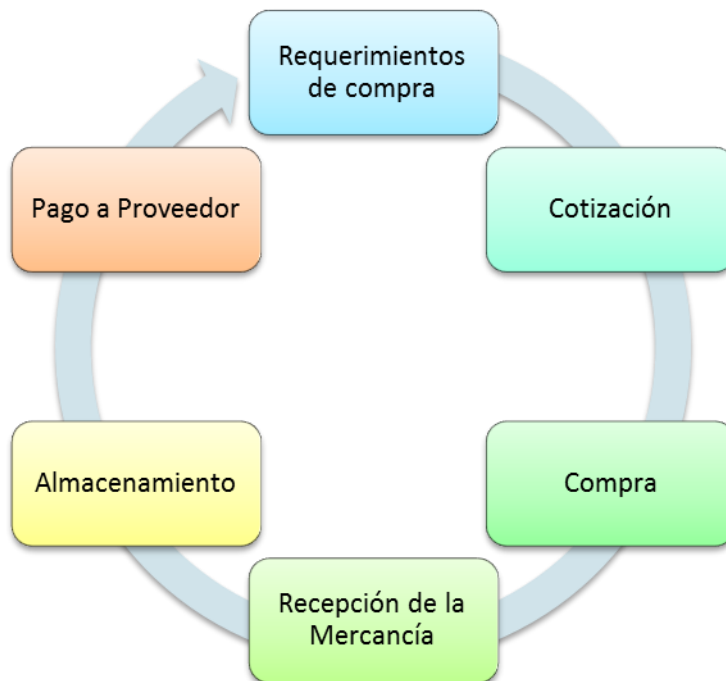 Requerimientos
de compra
Cotización
Compra
Recepción de la
Mercancía
Almacenamiento
Pago a Proveedor